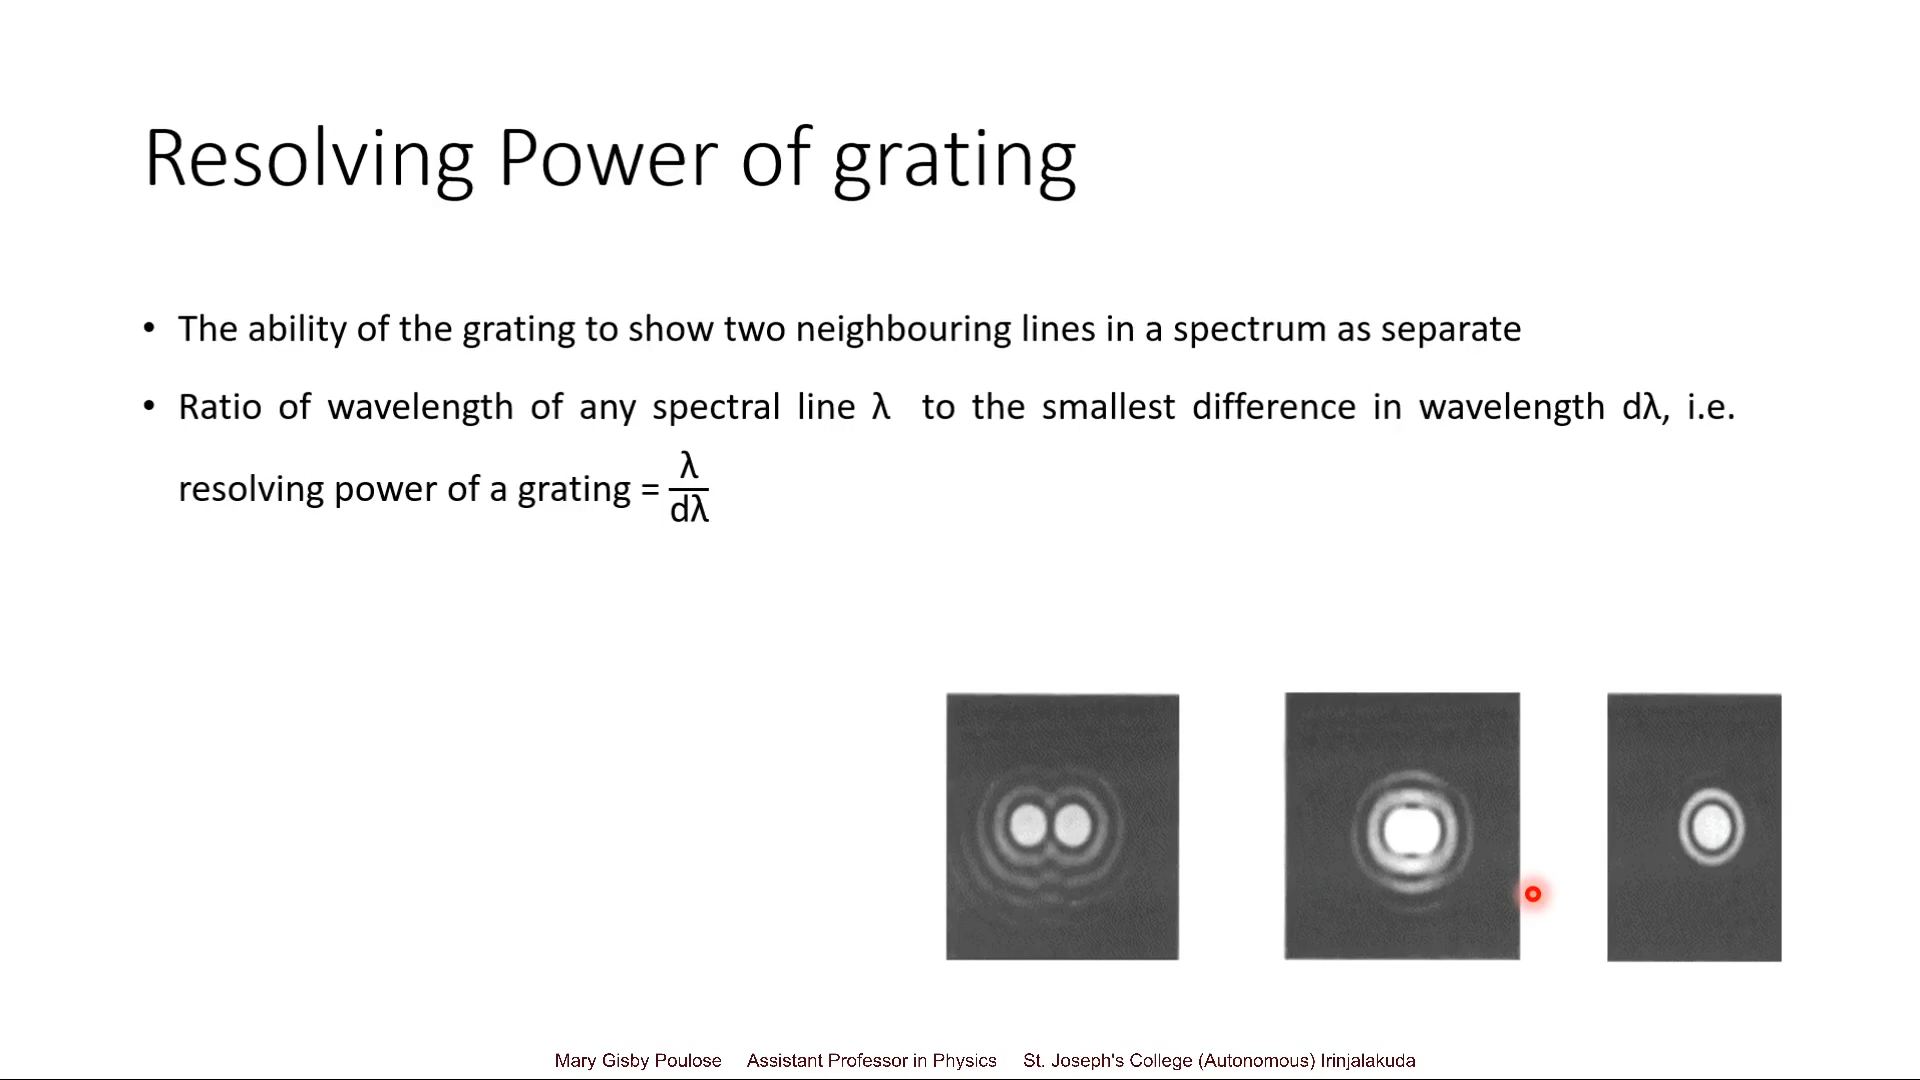 Resolving Power of grating
• The ability of the grating to show two neighbouring lines in a spectrum as separate
• Ratio of wavelength of any spectral line λ to the smallest difference in wavelength dλ, i.e.
resolving power of a grating = λ/dλ
Mary Gisby Poulose Assistant Professor in Physics St. Joseph's College (Autonomous) Irinjalakuda